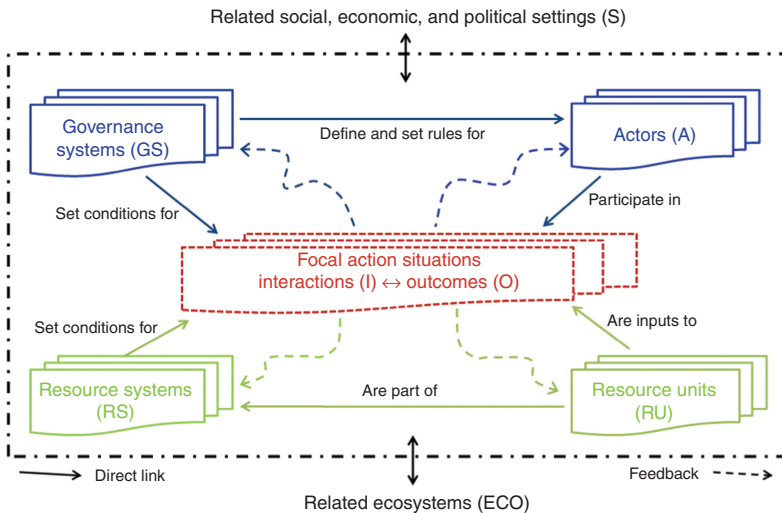 Related social, economic, and political settings (S)
Governance
systems (GS)
Define and set rules for
Actors (A)
Set conditions for
Participate in
Focal action situations
interactions (I) ↔ outcomes (O)
Set conditions for
Are inputs to
Resource systems
(RS)
Are part of
Resource units
(RU)
Direct link
Feedback
Related ecosystems (ECO)